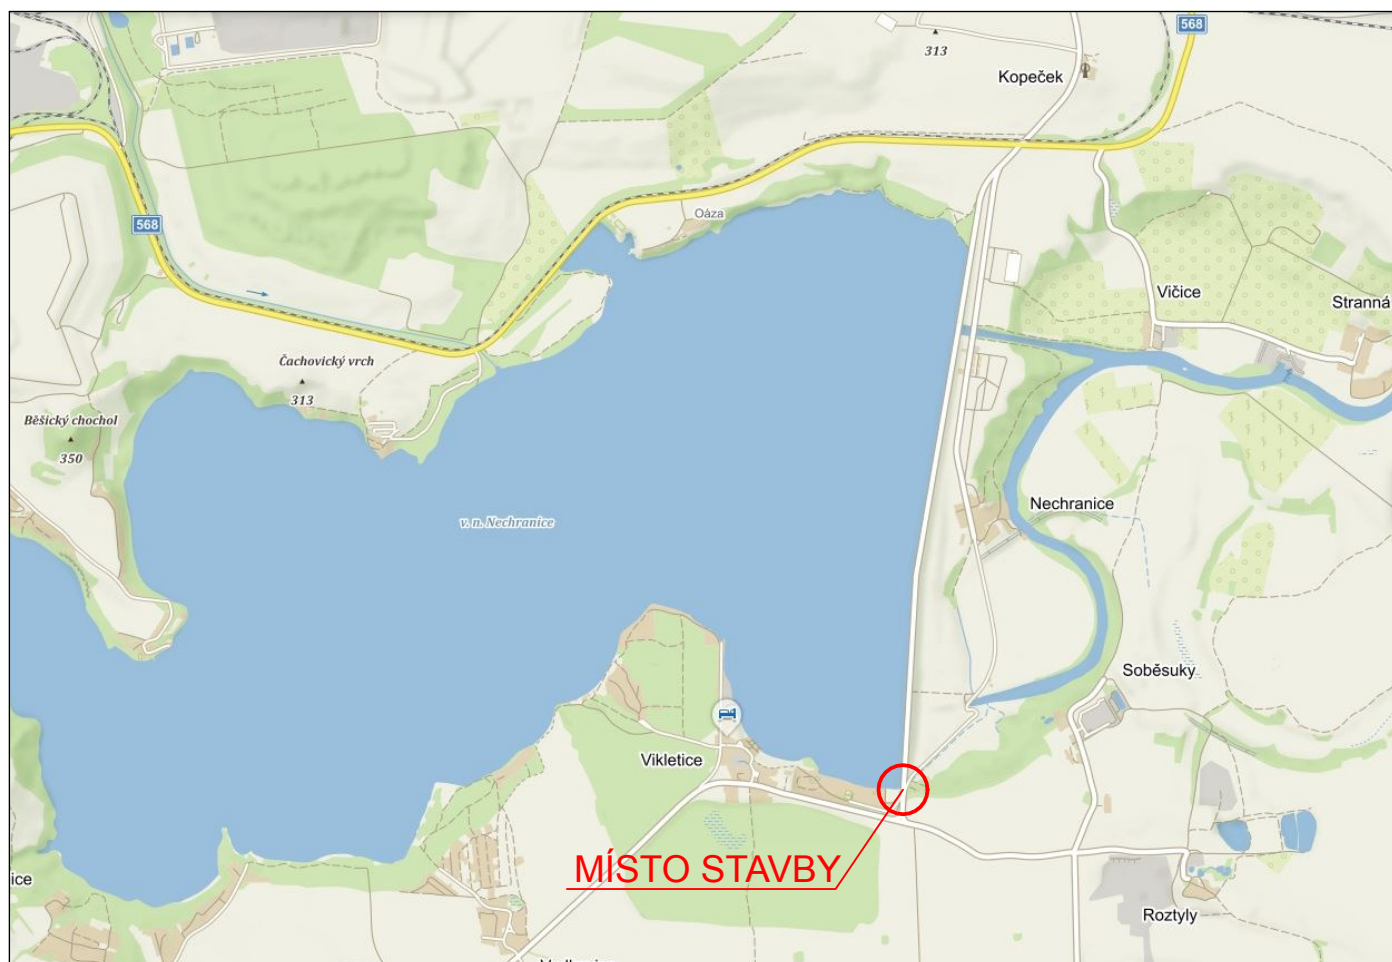 568
313
Kopeček
Oáza
568
Vičice
Stranná
Čachovický vrch
313
Běšický chochol
350
Nechranice
v. n. Nechranice
Soběsuky
Vikletice
MÍSTO STAVBY
ice
Roztyly